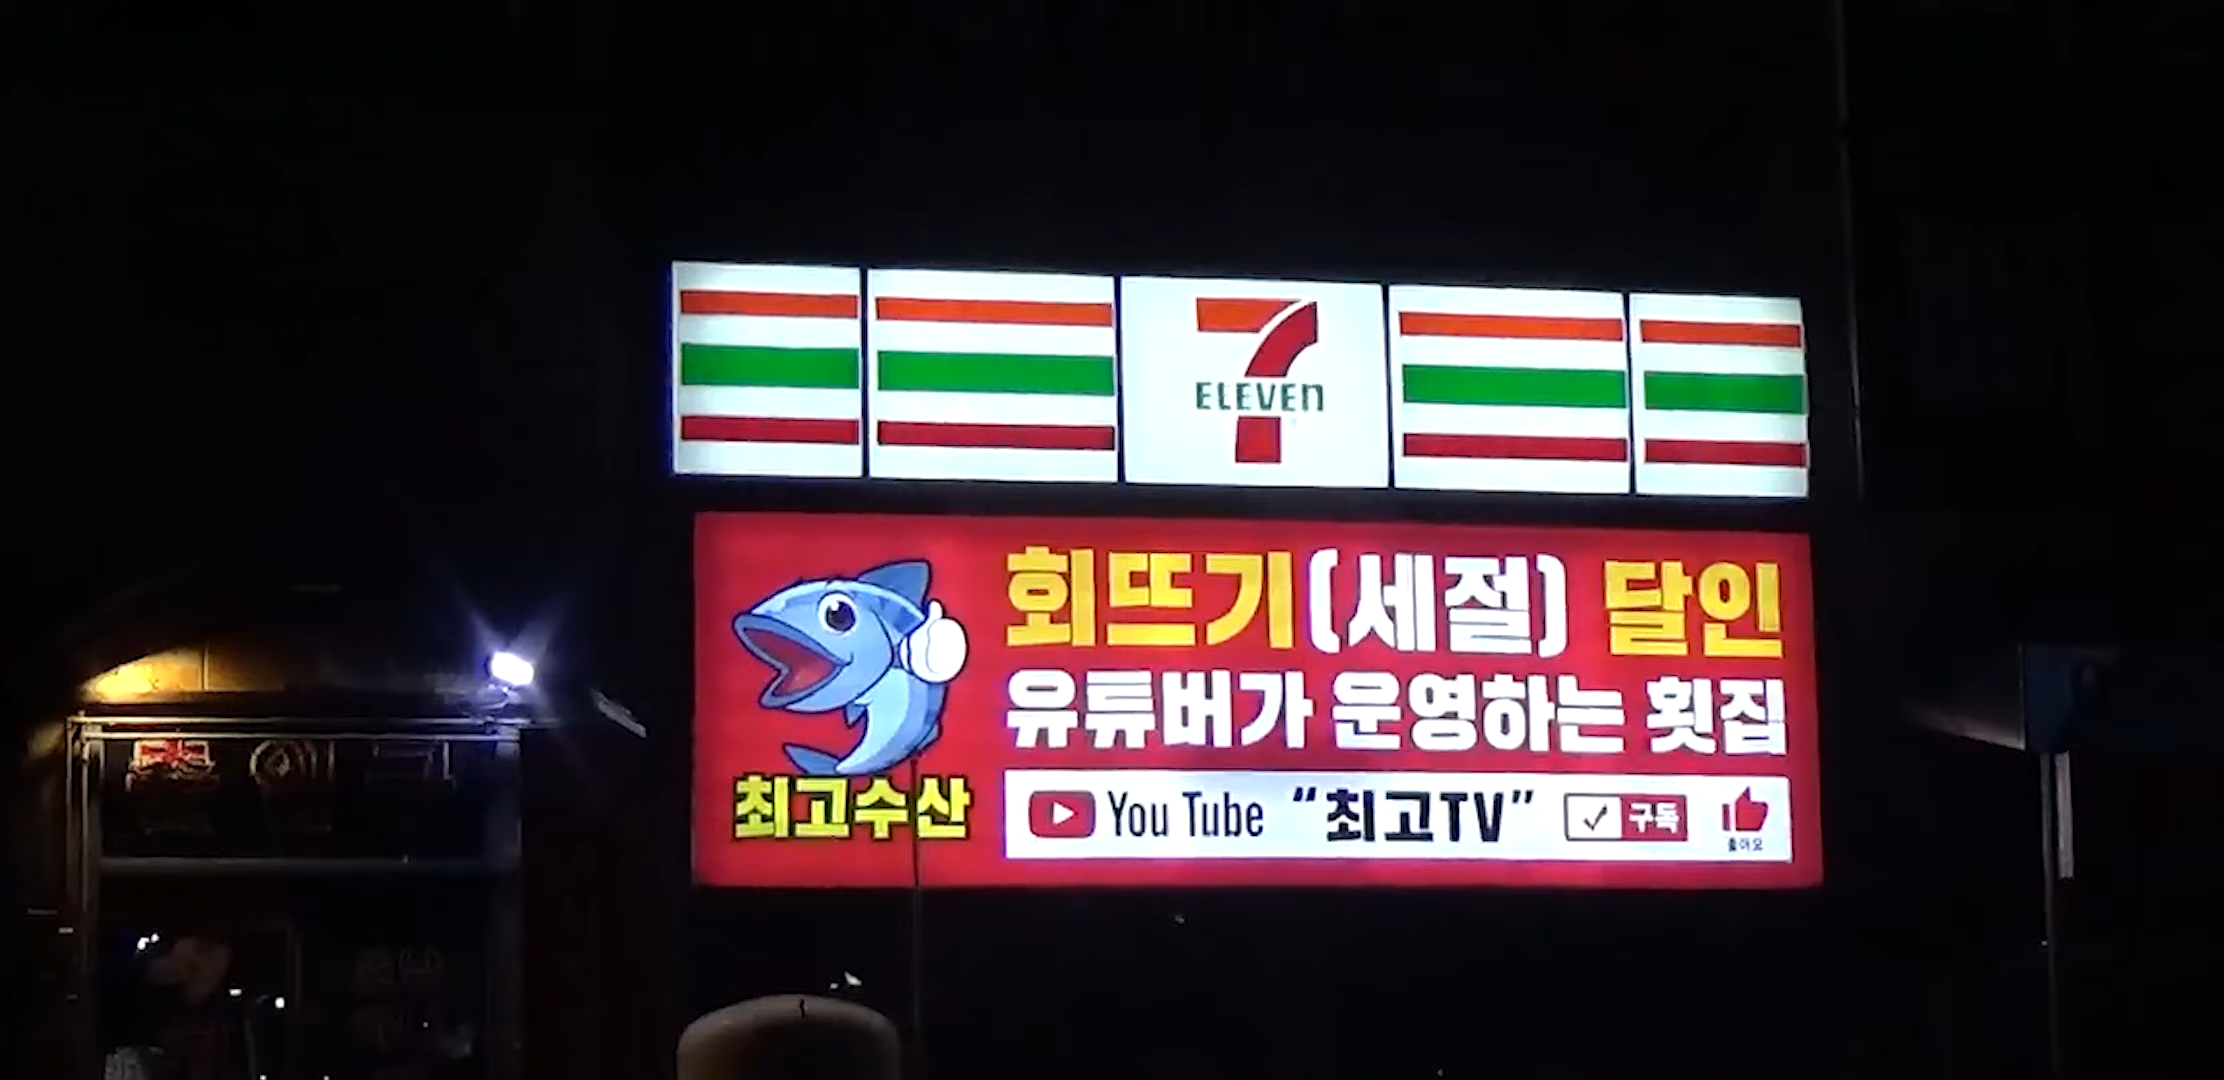 7
ELEVEn
회뜨기(세절) 달인
유튜버가 운영하는 횟집
최고수산
You Tube "최고TV" 구독
좋아요